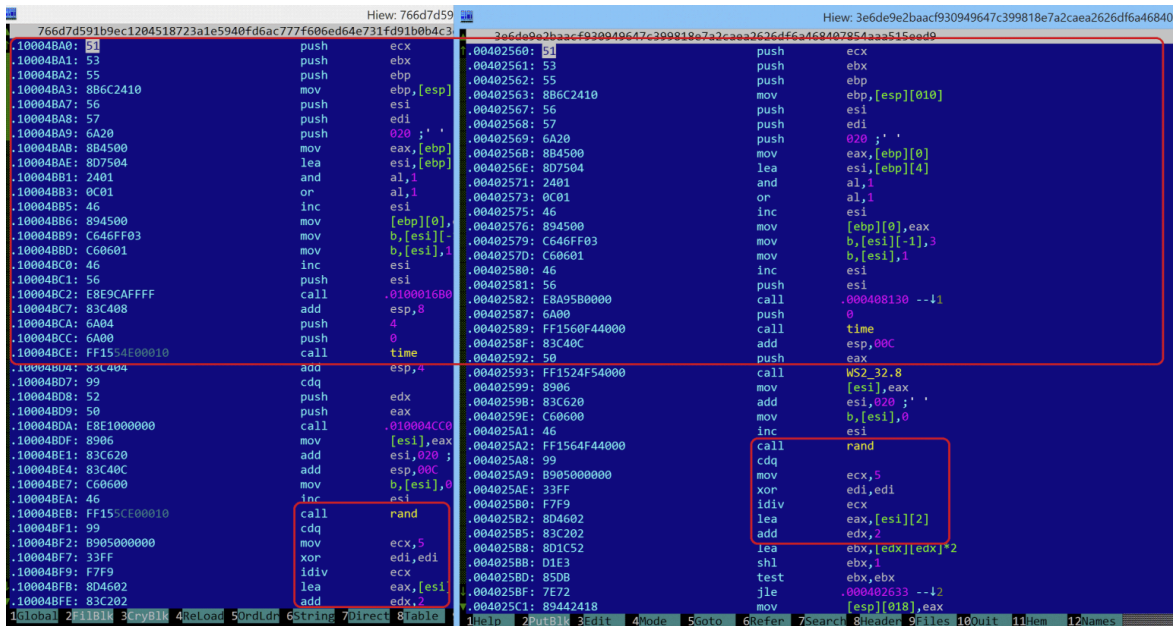 Hiew: 766d7d59
766d7d591b9ec1204518723a1e5940fd6ac777f606ed64e731fd91b0b4c3
.10004BA0: 51 push ecx
.10004BA1: 53 push ebx
.10004BA2: 55 push ebp
.10004BA3: 8B6C2410 mov ebp,[esp]
.10004BA7: 56 push esi
.10004BA8: 57 push edi
.10004BA9: 6A20 push 020 ;' '
.10004BAB: 8B4500 mov eax,[ebp]
.10004BAE: 8D7504 lea esi,[ebp]
.10004BB1: 2401 and al,1
.10004BB3: 0C01 or al,1
.10004BB5: 46 inc esi
.10004BB6: 894500 mov [ebp][0],
.10004BB9: C646FF03 mov b,[esi][-
.10004BBD: C60601 mov b,[esi],1
.10004BC0: 46 inc esi
.10004BC1: 56 push esi
.10004BC2: E8E9CAFFFF call .0100016B0
.10004BC7: 83C408 add esp,8
.10004BCA: 6A04 push 4
.10004BCC: 6A00 push 0
.10004BCE: FF1554E00010 call time
.10004BD4: 83C404 add esp,4
.10004BD7: 99 cdq
.10004BD8: 52 push edx
.10004BD9: 50 push eax
.10004BDA: E8E1000000 call .010004CC0
.10004BDF: 8906 mov [esi],eax
.10004BE1: 83C620 add esi,020 ;
.10004BE4: 83C40C add esp,00C
.10004BE7: C60600 mov b,[esi],0
.10004BEA: 46 inc esi
.10004BEB: FF155CE00010 call rand
.10004BF1: 99 cdq
.10004BF2: B905000000 mov ecx,5
.10004BF7: 33FF xor edi,edi
.10004BF9: F7F9 idiv ecx
.10004BFB: 8D4602 lea eax,[esi]
.10004BFE: 83C202 add edx,2
1Global 2FilBlk 3CryBlk 4ReLoad 5OrdLdr 6String 7Direct 8Table
Hiew: 3e6de9e2baacf930949647c399818e7a2caea2626df6a46840
3e6de9e2baacf930949647c399818e7a2caea2626df6a468407854aaa515eed9
.00402560: 51 push ecx
.00402561: 53 push ebx
.00402562: 55 push ebp
.00402563: 8B6C2410 mov ebp,[esp][010]
.00402567: 56 push esi
.00402568: 57 push edi
.00402569: 6A20 push 020 ;' '
.0040256B: 8B4500 mov eax,[ebp][0]
.0040256E: 8D7504 lea esi,[ebp][4]
.00402571: 2401 and al,1
.00402573: 0C01 or al,1
.00402575: 46 inc esi
.00402576: 894500 mov [ebp][0],eax
.00402579: C646FF03 mov b,[esi][-1],3
.0040257D: C60601 mov b,[esi],1
.00402580: 46 inc esi
.00402581: 56 push esi
.00402582: E8A95B0000 call .000408130 --↓1
.00402587: 6A00 push 0
.00402589: FF1560F44000 call time
.0040258F: 83C40C add esp,00C
.00402592: 50 push eax
.00402593: FF1524F54000 call WS2_32.8
.00402599: 8906 mov [esi],eax
.0040259B: 83C620 add esi,020 ;' '
.0040259E: C60600 mov b,[esi],0
.004025A1: 46 inc esi
.004025A2: FF1564F44000 call rand
.004025A8: 99 cdq
.004025A9: B905000000 mov ecx,5
.004025AE: 33FF xor edi,edi
.004025B0: F7F9 idiv ecx
.004025B2: 8D4602 lea eax,[esi][2]
.004025B5: 83C202 add edx,2
.004025B8: 8D1C52 lea ebx,[edx][edx]*2
.004025BB: D1E3 shl ebx,1
.004025BD: 85DB test ebx,ebx
.004025BF: 7E72 jle .000402633 --↓2
.004025C1: 89442418 mov [esp][018],eax
1Help 2PutBlk 3Edit 4Mode 5Goto 6Refer 7Search 8Header 9Files 10Quit 11Hem 12Names